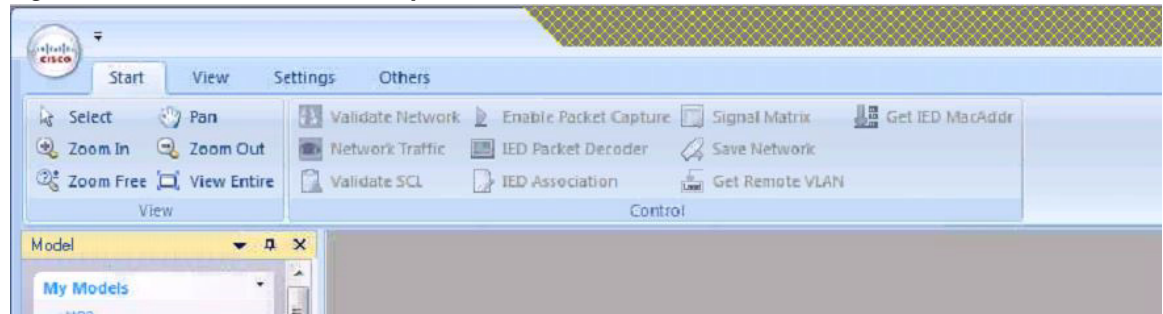 CISCO
Start View Settings Others
Select Pan Validate Network Enable Packet Capture Signal Matrix Get IED MacAddr
Zoom In Zoom Out Network Traffic IED Packet Decoder Save Network
Zoom Free View Entire Validate SCL IED Association Get Remote VLAN
View Control
Model
My Models